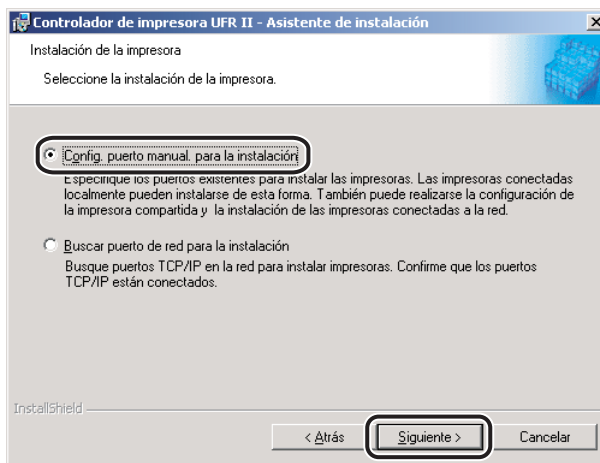 Controlador de impresora UFR II - Asistente de instalación
Instalación de la impresora
Seleccione la instalación de la impresora.
Config. puerto manual. para la instalación
Especifique los puertos existentes para instalar las impresoras. Las impresoras conectadas
localmente pueden instalarse de esta forma. También puede realizarse la configuración de
la impresora compartida y la instalación de las impresoras conectadas a la red.
Buscar puerto de red para la instalación
Busque puertos TCP/IP en la red para instalar impresoras. Confirme que los puertos
TCP/IP están conectados.
InstallShield
< Atrás Siguiente > Cancelar